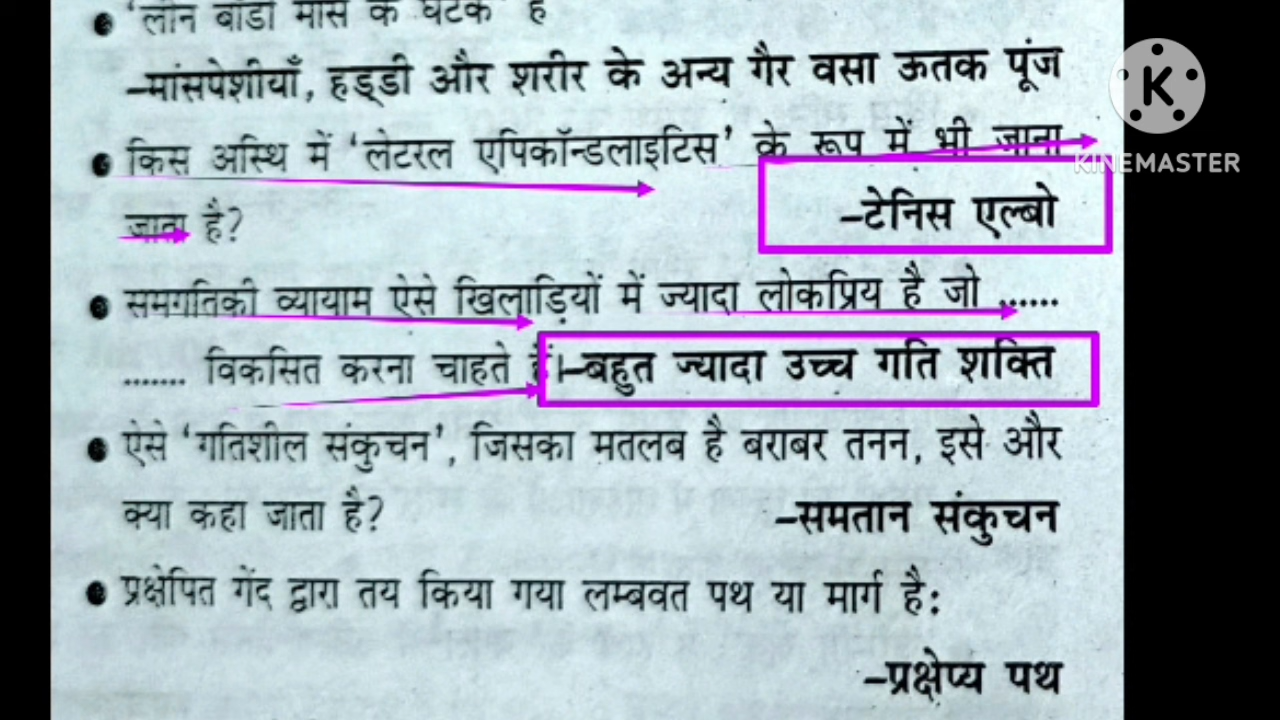 • 'लीन बॉडी मास के घटक' हैं
–मांसपेशीयाँ, हड्डी और शरीर के अन्य गैर वसा ऊतक पूंज
• किस अस्थि में 'लेटरल एपिकॉन्डलाइटिस' के रूप में भी जाना
जाता है? –टेनिस एल्बो
• समगतिकी व्यायाम ऐसे खिलाड़ियों में ज्यादा लोकप्रिय है जो ......
....... विकसित करना चाहते हैं।–बहुत ज्यादा उच्च गति शक्ति
• ऐसे 'गतिशील संकुचन', जिसका मतलब है बराबर तनन, इसे और
क्या कहा जाता है? –समतान संकुचन
• प्रक्षेपित गेंद द्वारा तय किया गया लम्बवत पथ या मार्ग है:
–प्रक्षेप्य पथ
K
KINEMASTER